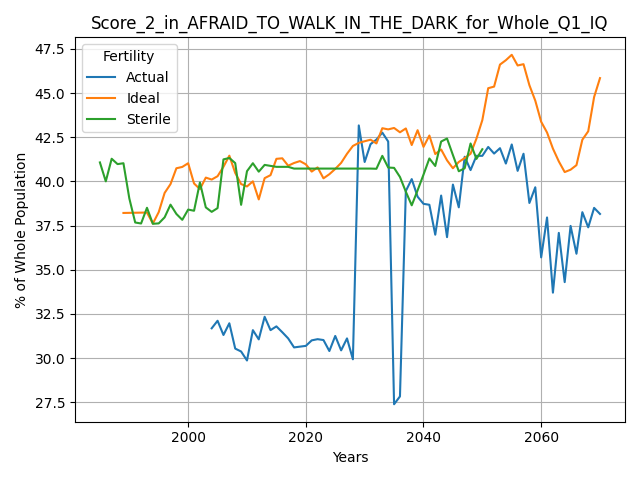 Score_2_in_AFRAID_TO_WALK_IN_THE_DARK_for_Whole_Q1_IQ
Fertility
Actual
Ideal
Sterile
% of Whole Population
47.5
45.0
42.5
40.0
37.5
35.0
32.5
30.0
27.5
2000
2020
2040
2060
Years